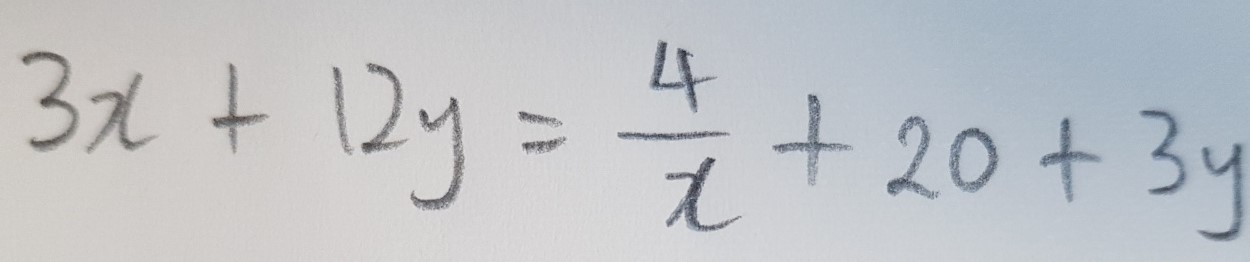 3x + 12y = 4/x + 20 + 3y